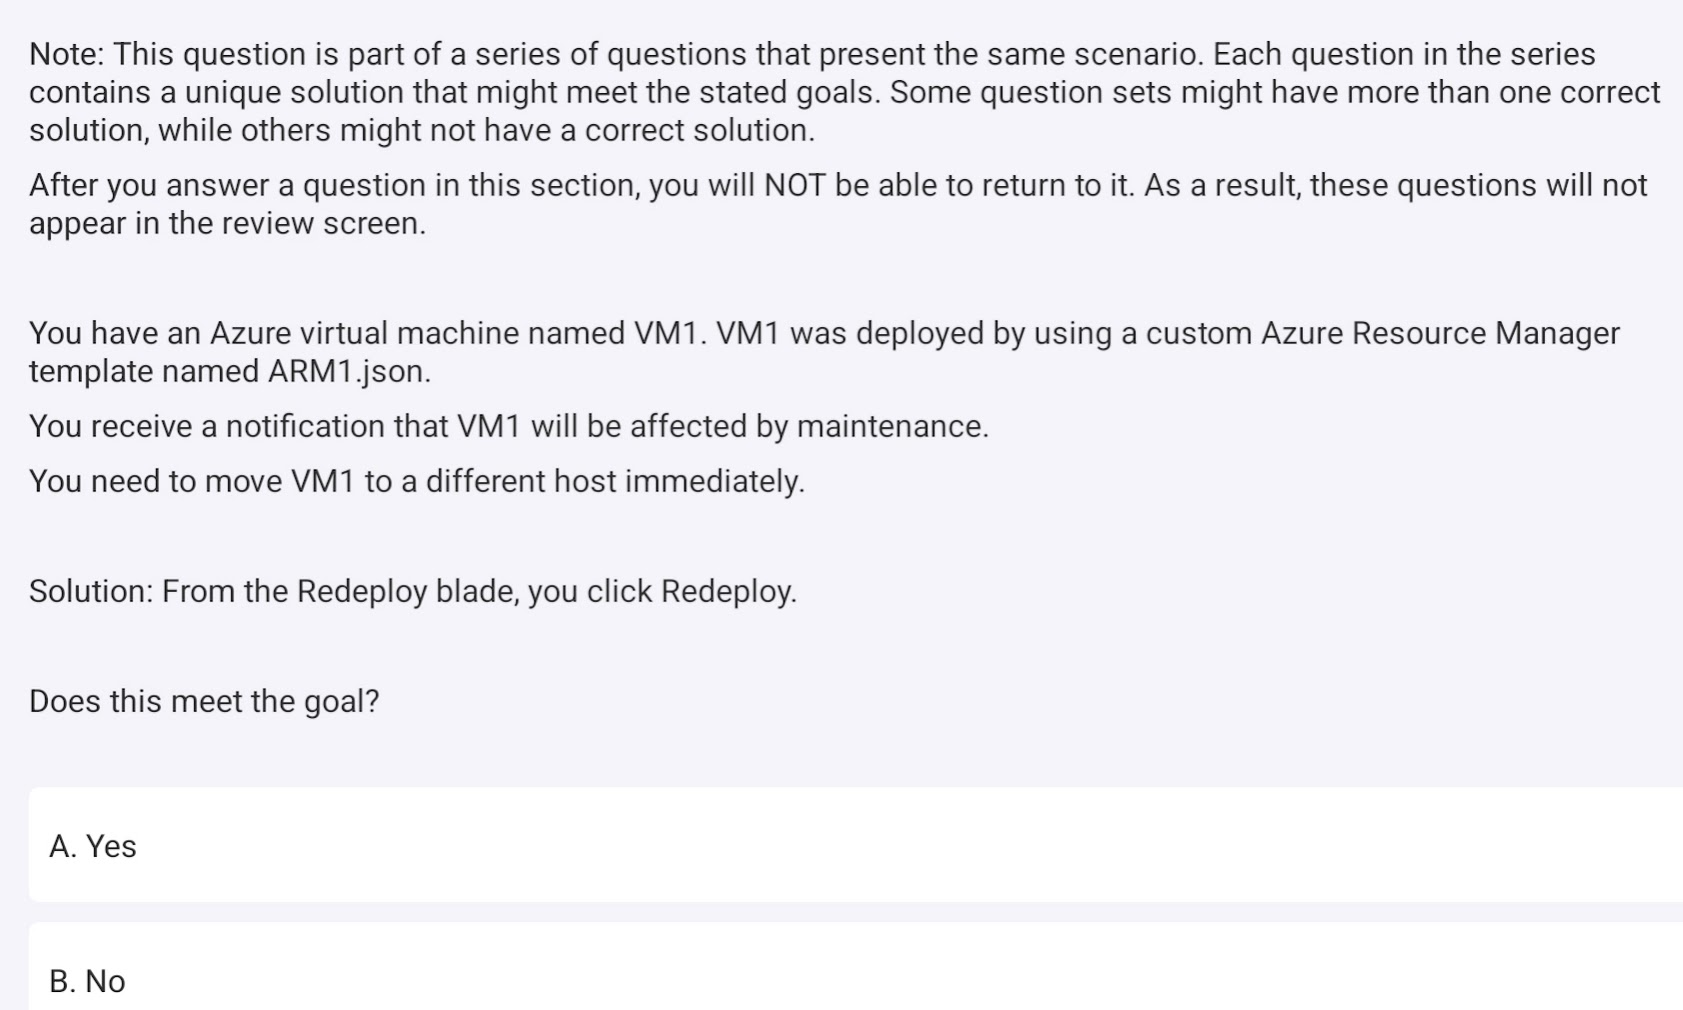 Note: This question is part of a series of questions that present the same scenario. Each question in the series
contains a unique solution that might meet the stated goals. Some question sets might have more than one correct
solution, while others might not have a correct solution.
After you answer a question in this section, you will NOT be able to return to it. As a result, these questions will not
appear in the review screen.
You have an Azure virtual machine named VM1. VM1 was deployed by using a custom Azure Resource Manager
template named ARM1.json.
You receive a notification that VM1 will be affected by maintenance.
You need to move VM1 to a different host immediately.
Solution: From the Redeploy blade, you click Redeploy.
Does this meet the goal?
A. Yes
B. No